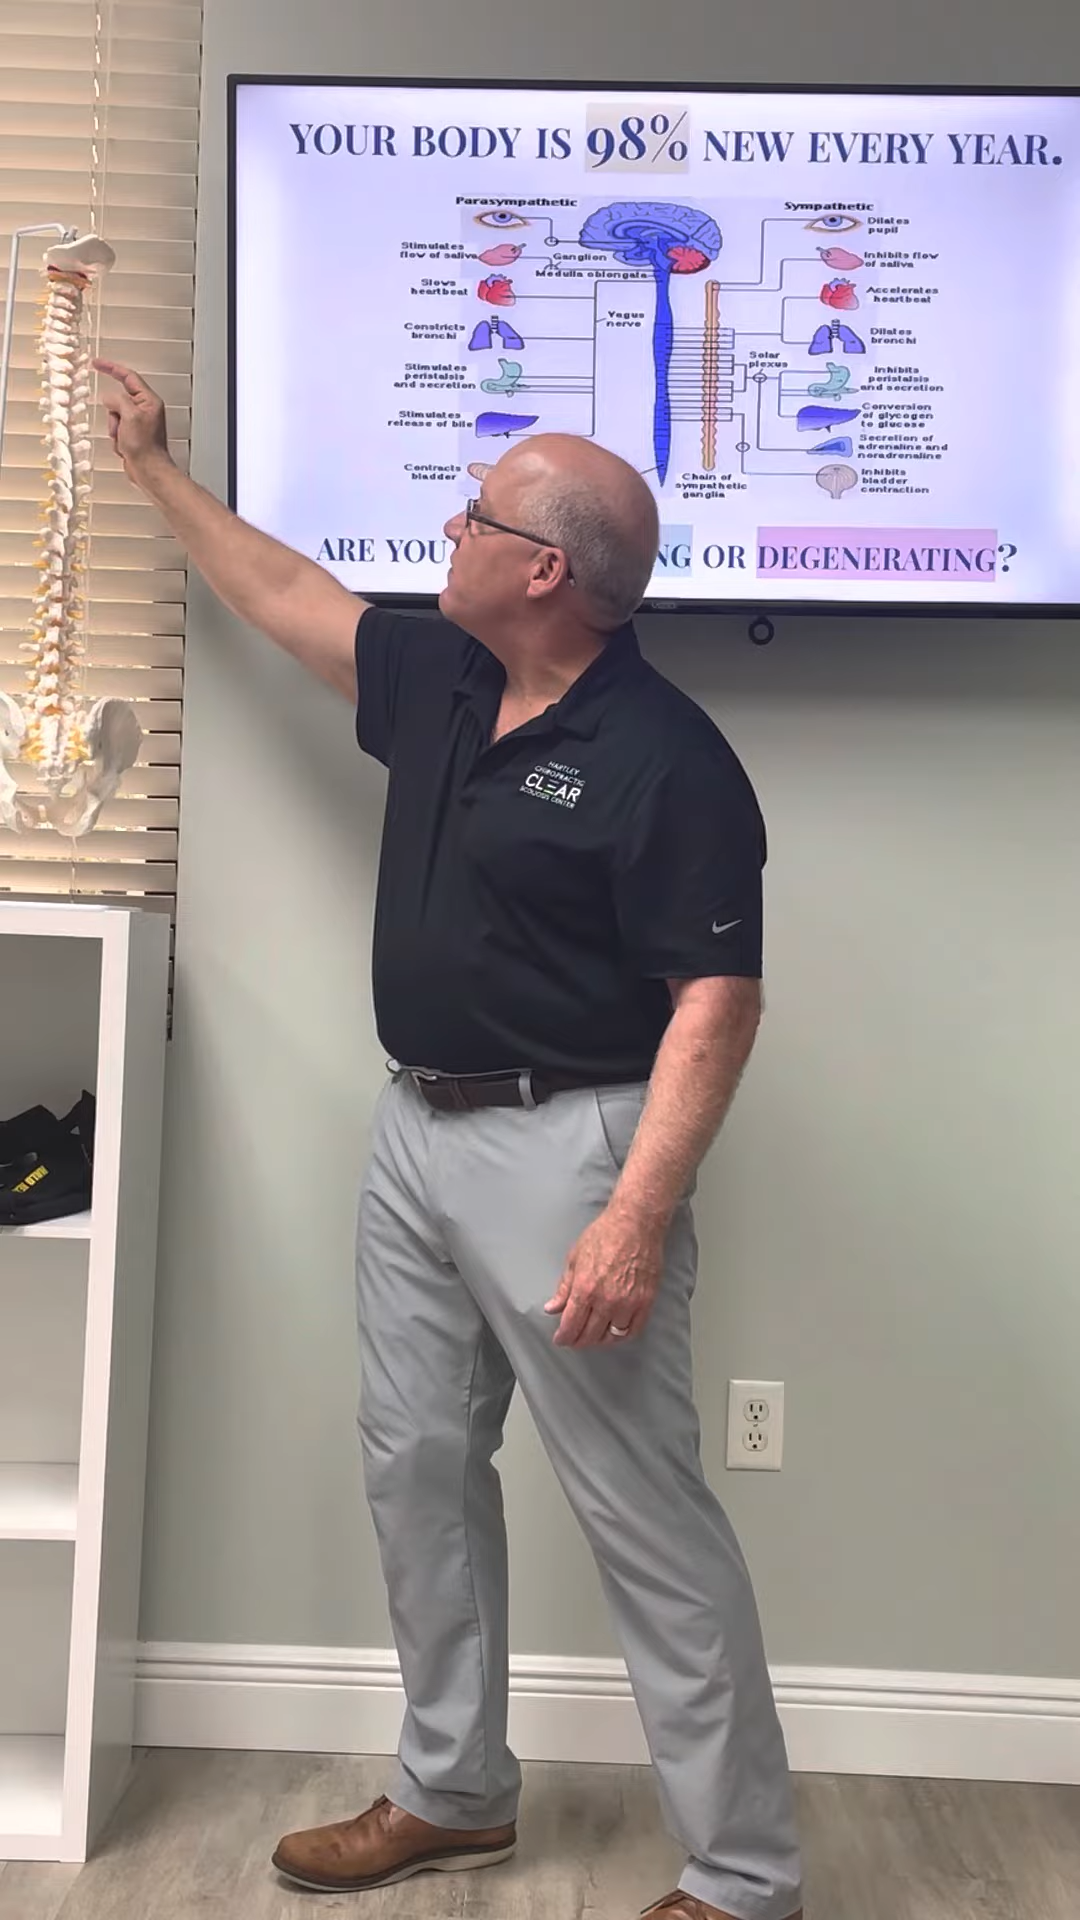 YOUR BODY IS 98% NEW EVERY YEAR.
Parasympathetic
Sympathetic
Dilates
pupil
Stimulates
flow of saliva
Ganglion
Medulla oblongata
Inhibits flow
of saliva
Slows
heartbeat
Accelerates
heartbeat
Vagus
nerve
Constricts
bronchi
Dilates
bronchi
Solar
plexus
Stimulates
peristalsis
and secretion
Inhibits
peristalsis
and secretion
Stimulates
release of bile
Conversion
of glycogen
to glucose
Secretion of
adrenaline and
noradrenaline
Contracts
bladder
Chain of
sympathetic
ganglia
Inhibits
bladder
contraction
ARE YOU NG OR DEGENERATING?
HARTLEY
CHIROPRACTIC
CLEAR
SCOLIOSIS CENTER